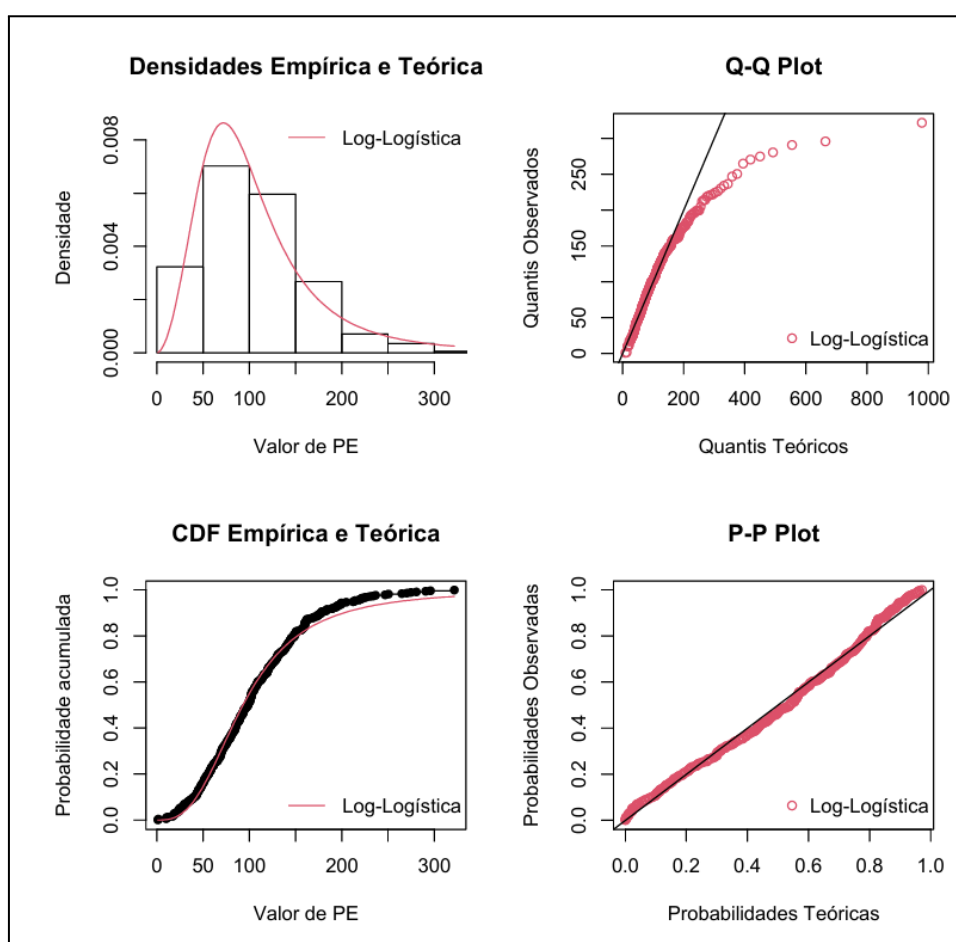 Densidades Empírica e Teórica
Densidade
0.000
0.004
0.008
Log-Logística
0
50
100
200
300
Valor de PE
Q-Q Plot
Quantis Observados
0
50
150
250
Log-Logística
0
200
400
600
800
1000
Quantis Teóricos
CDF Empírica e Teórica
Probabilidade acumulada
0.0
0.2
0.4
0.6
0.8
1.0
Log-Logística
0
50
100
200
300
Valor de PE
P-P Plot
Probabilidades Observadas
0.0
0.2
0.4
0.6
0.8
1.0
Log-Logística
0.0
0.2
0.4
0.6
0.8
1.0
Probabilidades Teóricas